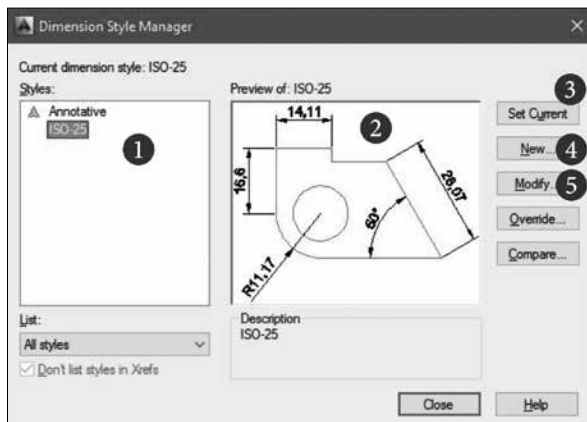 Dimension Style Manager
Current dimension style: ISO-25
Styles:
Annotative
ISO-25
1
Preview of: ISO-25
14,11
2
16,6
28,07
60°
R11,17
3
Set Current
New...
4
Modify...
5
Override...
Compare...
List:
All styles
Don't list styles in Xrefs
Description
ISO-25
Close
Help